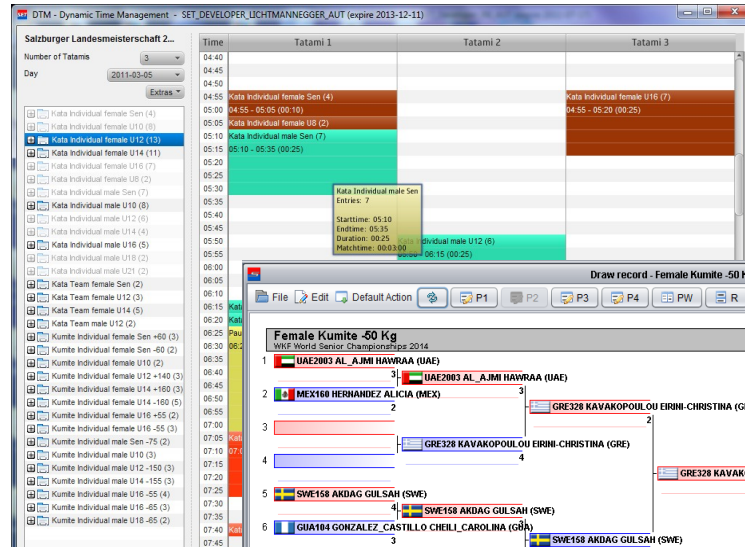 DTM - Dynamic Time Management - SET_DEVELOPER_LICHTMANNEGGER_AUT (expire 2013-12-11)
Salzburger Landesmeisterschaft 2...
Number of Tatamis 3
Day 2011-03-05
Extras
Kata Individual female Sen (4)
Kata Individual female U10 (8)
Kata Individual female U12 (13)
Kata Individual female U14 (11)
Kata Individual female U16 (7)
Kata Individual female U8 (2)
Kata Individual male Sen (7)
Kata Individual male U10 (8)
Kata Individual male U12 (6)
Kata Individual male U14 (4)
Kata Individual male U16 (5)
Kata Individual male U18 (2)
Kata Individual male U21 (2)
Kata Team female Sen (2)
Kata Team female U12 (3)
Kata Team female U14 (5)
Kata Team male U12 (2)
Kumite Individual female Sen +60 (3)
Kumite Individual female Sen -60 (2)
Kumite Individual female U10 (2)
Kumite Individual female U12 +140 (3)
Kumite Individual female U14 +160 (3)
Kumite Individual female U14 -160 (5)
Kumite Individual female U16 +55 (2)
Kumite Individual female U16 -55 (3)
Kumite Individual male Sen -75 (2)
Kumite Individual male U10 (3)
Kumite Individual male U12 -150 (3)
Kumite Individual male U14 -155 (3)
Kumite Individual male U16 -55 (4)
Kumite Individual male U16 -65 (3)
Kumite Individual male U18 -65 (2)
Time Tatami 1 Tatami 2 Tatami 3
04:40
04:45
04:50
04:55 Kata Individual female Sen (4) Kata Individual female U16 (7)
05:00 04:55 - 05:05 (00:10) 04:55 - 05:20 (00:25)
05:05 Kata Individual female U8 (2)
05:10 Kata Individual male Sen (7)
05:15 05:10 - 05:35 (00:25)
05:20
05:25
05:30
05:35
05:40
05:45
05:50 Individual male U12 (6)
05:55 - 06:15 (00:25)
06:00
06:05
06:10
06:15 Kata
06:20 Kata
06:25 Pau
06:30 06:2
06:35
06:40
06:45
06:50
06:55
07:00
07:05 Kata
07:10 07:0
07:15
07:20
07:25
07:30
07:35
07:40 Kata
07:45
Kata Individual male Sen
Entries: 7
Starttime: 05:10
Endtime: 05:35
Duration: 00:25
Matchtime: 00:03:00
Draw record - Female Kumite -50 K
File Edit Default Action P1 P2 P3 P4 PW R
Female Kumite -50 Kg
WKF World Senior Championships 2014
1 UAE2003 AL_AJMI HAWRAA (UAE)
3 UAE2003 AL_AJMI HAWRAA (UAE)
2 MEX160 HERNANDEZ ALICIA (MEX) 3
2 GRE328 KAVAKOPOULOU EIRINI-CHRISTINA (G
3 2
GRE328 KAVAKOPOULOU EIRINI-CHRISTINA (GRE)
4 4
GRE328 KAVAK
5 SWE158 AKDAG GULSAH (SWE)
4 SWE158 AKDAG GULSAH (SWE)
6 GUA104 GONZALEZ_CASTILLO CHEILI_CAROLINA (GUA) 3
3 SWE158 AKDAG GULSAH (SWE)